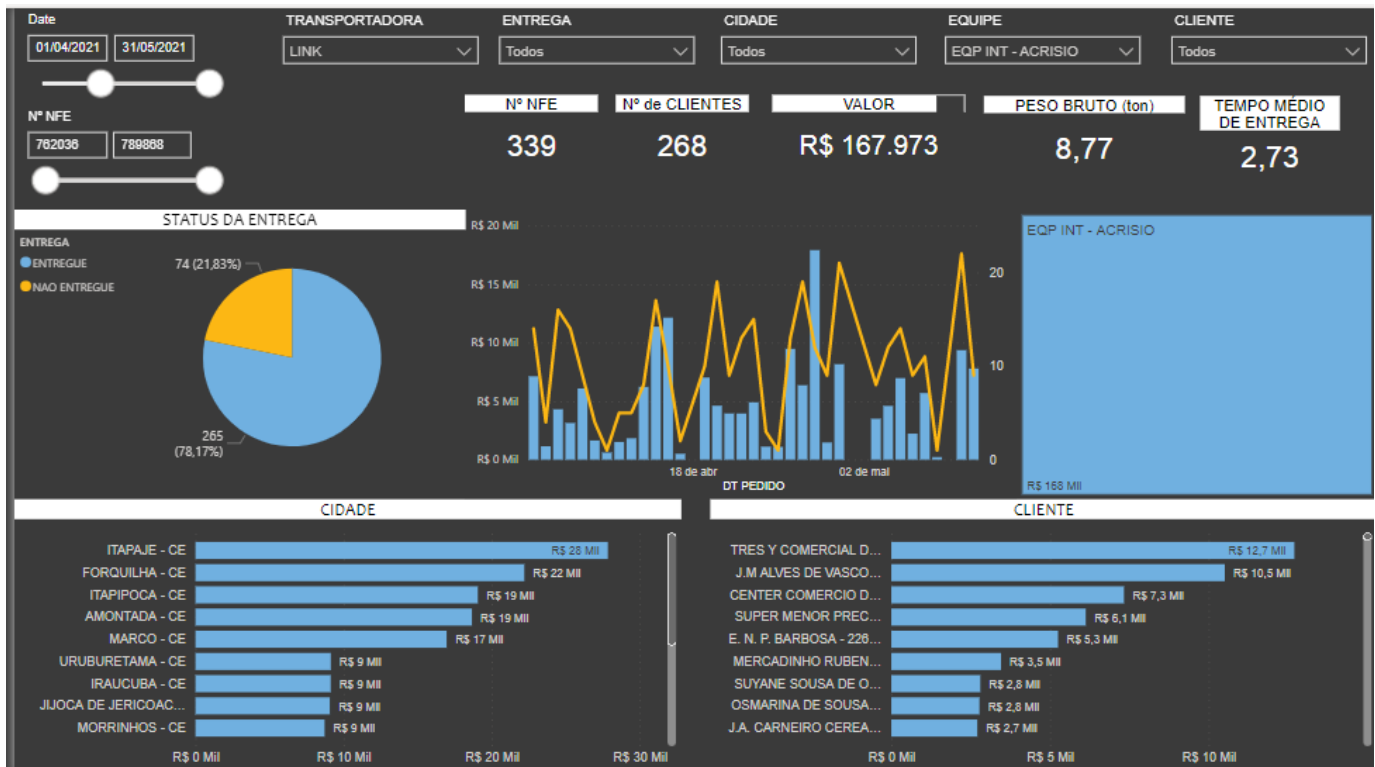 Date
TRANSPORTADORA
ENTREGA
CIDADE
EQUIPE
CLIENTE
01/04/2021
31/05/2021
LINK
Todos
Todos
EQP INT - ACRISIO
Todos
Nº NFE
762036
789868
Nº NFE
339
Nº de CLIENTES
268
VALOR
R$ 167.973
PESO BRUTO (ton)
8,77
TEMPO MÉDIO
DE ENTREGA
2,73
STATUS DA ENTREGA
ENTREGA
ENTREGUE
NAO ENTREGUE
74 (21,83%)
265
(78,17%)
R$ 20 Mil
R$ 15 Mil
R$ 10 Mil
R$ 5 Mil
R$ 0 Mil
20
10
0
18 de abr
02 de mai
DT PEDIDO
EQP INT - ACRISIO
R$ 168 Mil
CIDADE
ITAPAJE - CE
R$ 28 Mil
FORQUILHA - CE
R$ 22 Mil
ITAPIPOCA - CE
R$ 19 Mil
AMONTADA - CE
R$ 19 Mil
MARCO - CE
R$ 17 Mil
URUBURETAMA - CE
R$ 9 Mil
IRAUCUBA - CE
R$ 9 Mil
JIJOCA DE JERICOAC...
R$ 9 Mil
MORRINHOS - CE
R$ 9 Mil
R$ 0 Mil
R$ 10 Mil
R$ 20 Mil
R$ 30 Mil
CLIENTE
TRES Y COMERCIAL D...
R$ 12,7 Mil
J.M ALVES DE VASCO...
R$ 10,5 Mil
CENTER COMERCIO D...
R$ 7,3 Mil
SUPER MENOR PREC...
R$ 6,1 Mil
E. N. P. BARBOSA - 226...
R$ 5,3 Mil
MERCADINHO RUBEN...
R$ 3,5 Mil
SUYANE SOUSA DE O...
R$ 2,8 Mil
OSMARINA DE SOUSA...
R$ 2,8 Mil
J.A. CARNEIRO CEREA...
R$ 2,7 Mil
R$ 0 Mil
R$ 5 Mil
R$ 10 Mil